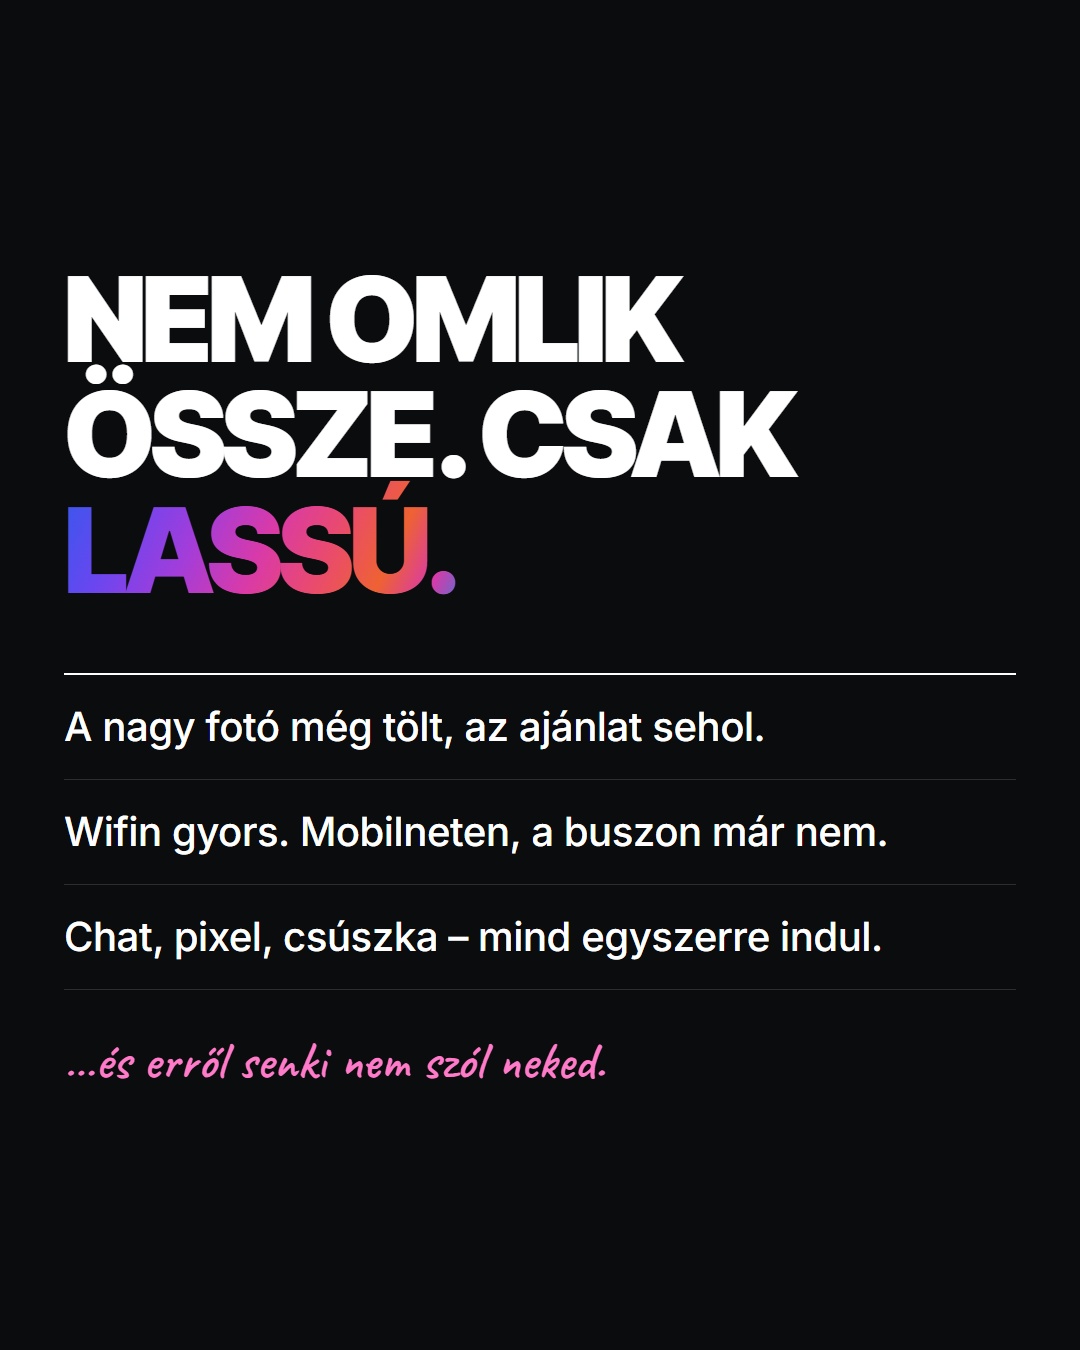 NEM OMLIK
ÖSSZE. CSAK
LASSÚ.
A nagy fotó még tölt, az ajánlat sehol.
Wifin gyors. Mobilneten, a buszon már nem.
Chat, pixel, csúszka – mind egyszerre indul.
...és erről senki nem szól neked.